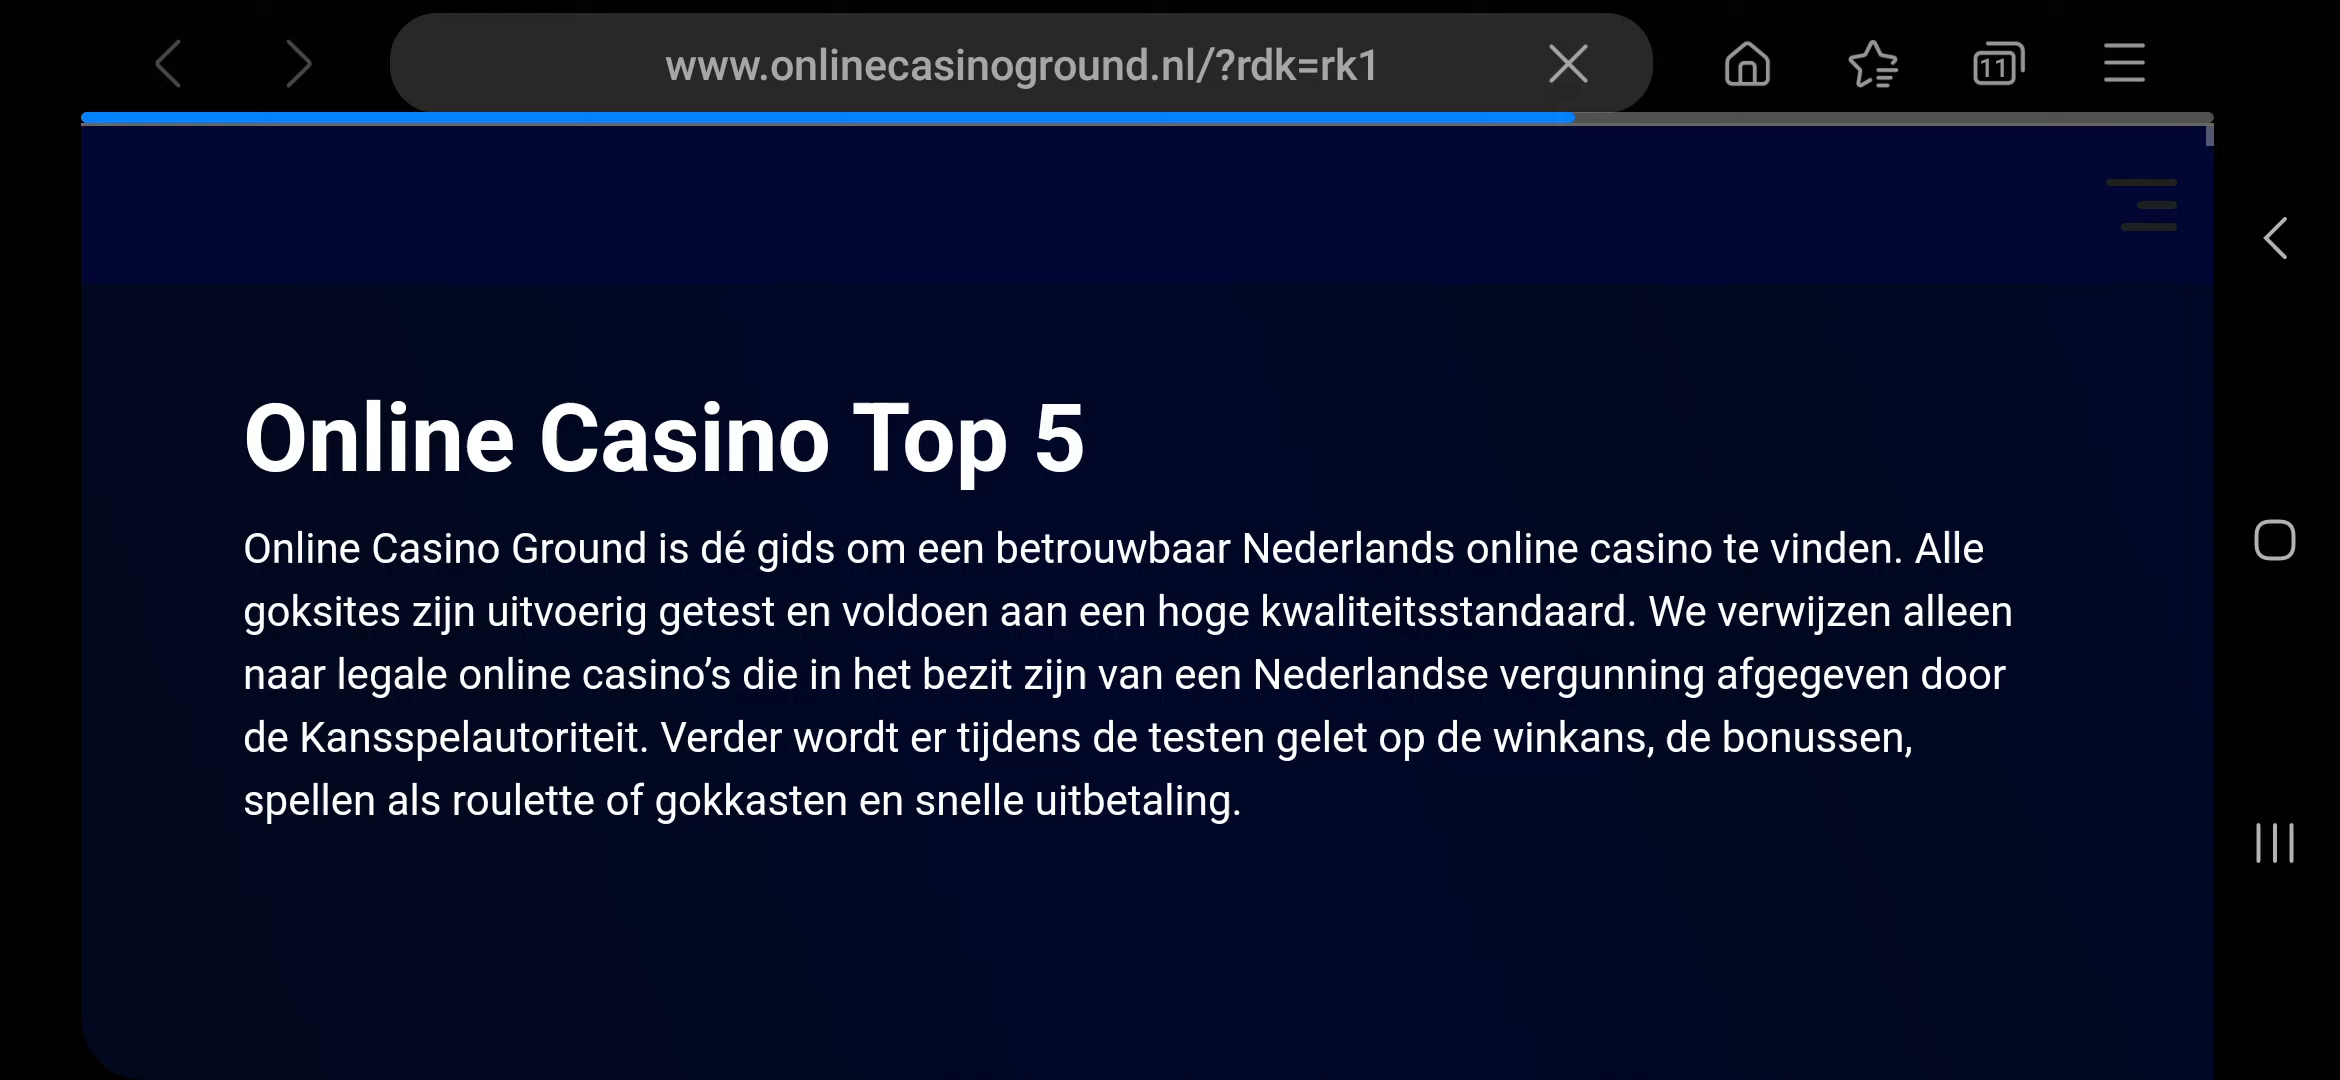 www.onlinecasinoground.nl/?rdk=rk1
11
Online Casino Top 5
Online Casino Ground is dé gids om een betrouwbaar Nederlands online casino te vinden. Alle
goksites zijn uitvoerig getest en voldoen aan een hoge kwaliteitsstandaard. We verwijzen alleen
naar legale online casino’s die in het bezit zijn van een Nederlandse vergunning afgegeven door
de Kansspelautoriteit. Verder wordt er tijdens de testen gelet op de winkans, de bonussen,
spellen als roulette of gokkasten en snelle uitbetaling.